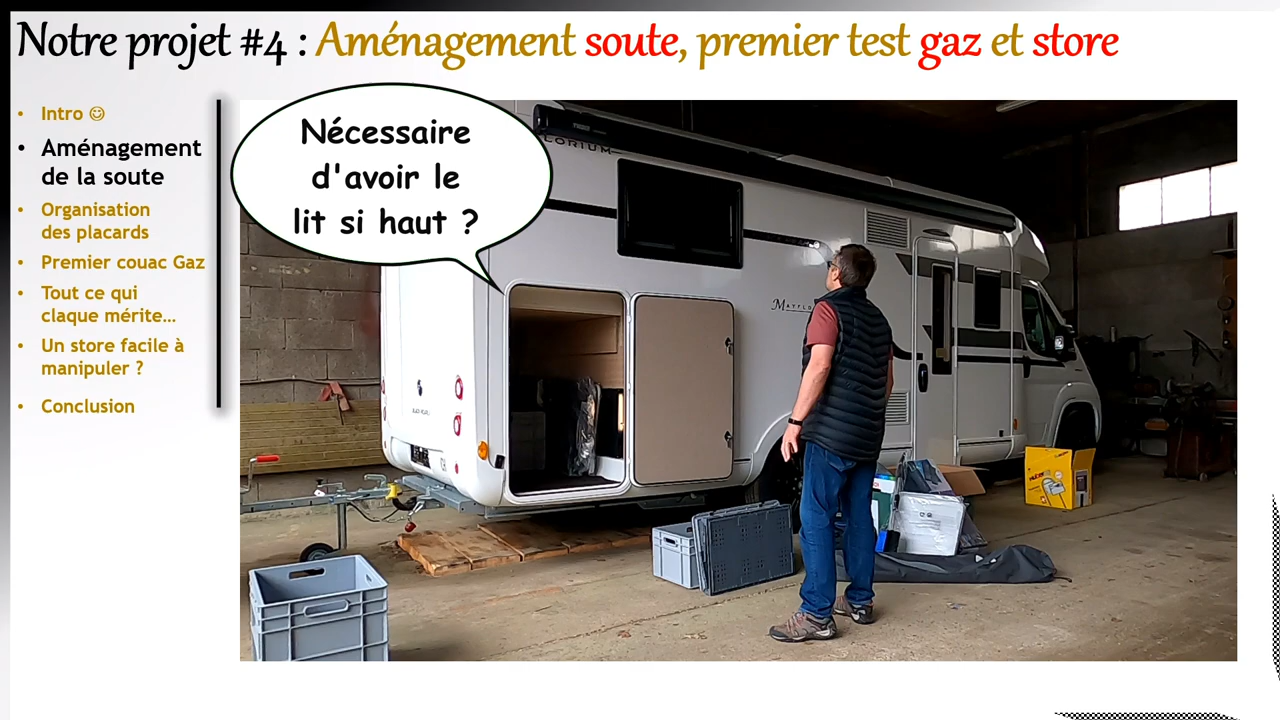 Notre projet #4 : Aménagement soute, premier test gaz et store
• Intro ☺
• Aménagement
de la soute
• Organisation
des placards
• Premier couac Gaz
• Tout ce qui
claque mérite...
• Un store facile à
manipuler ?
• Conclusion
Nécessaire
d'avoir le
lit si haut ?